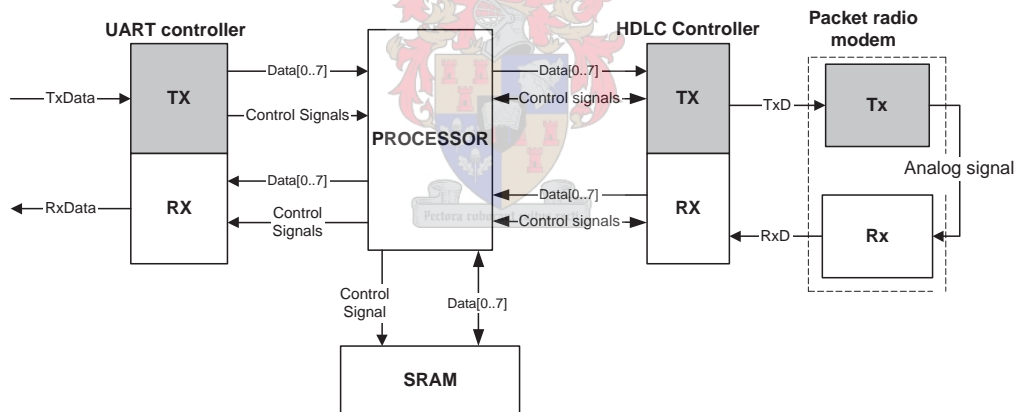 UART controller
HDLC Controller
Packet radio
modem
TxData
TX
Data[0..7]
Control Signals
PROCESSOR
Data[0..7]
Control signals
TX
TxD
Tx
Analog signal
RxData
RX
Data[0..7]
Control
Signals
Data[0..7]
Control signals
RX
RxD
Rx
Control
Signal
Data[0..7]
SRAM
Pectora